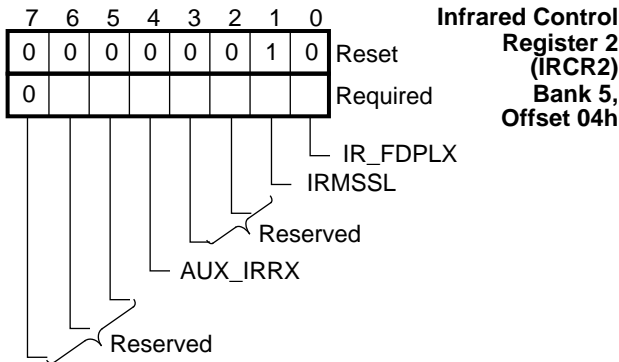 7 6 5 4 3 2 1 0
Infrared Control
Register 2
(IRCR2)
Bank 5,
Offset 04h
0 0 0 0 0 0 1 0 Reset
0 Required
IR_FDPLX
IRMSSL
Reserved
AUX_IRRX
Reserved